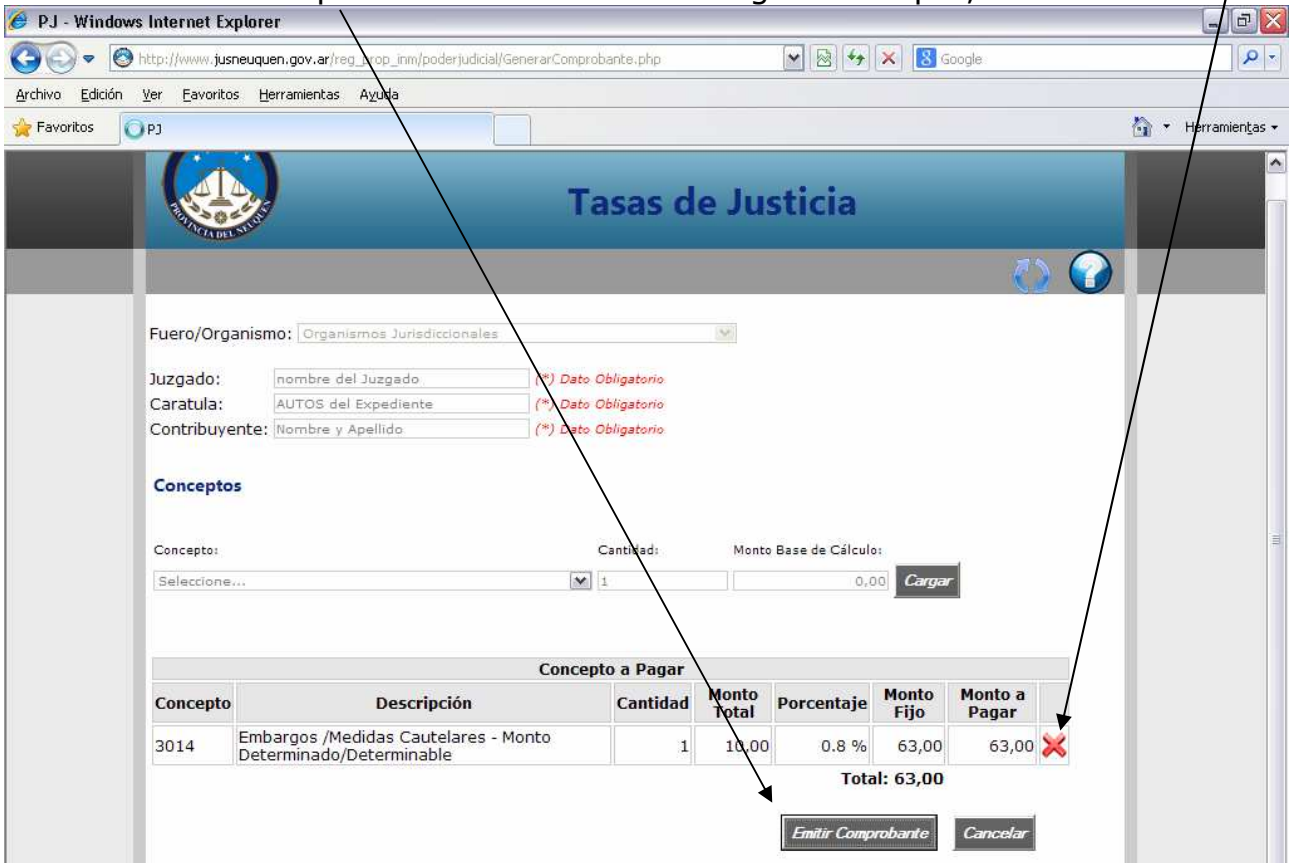 PJ - Windows Internet Explorer
http://www.jusneuquen.gov.ar/reg_prop_inm/poderjudicial/GenerarComprobante.php
Google
Archivo Edición Ver Favoritos Herramientas Ayuda
Favoritos PJ Herramientas
PROVINCIA DEL NEUQUEN
Tasas de Justicia
Fuero/Organismo: Organismos Jurisdiccionales
Juzgado: nombre del Juzgado (*) Dato Obligatorio
Caratula: AUTOS del Expediente (*) Dato Obligatorio
Contribuyente: Nombre y Apellido (*) Dato Obligatorio
Conceptos
Concepto: Cantidad: Monto Base de Cálculo:
Seleccione... 1 0,00 Cargar
Concepto a Pagar
Concepto Descripción Cantidad Monto Total Porcentaje Monto Fijo Monto a Pagar
3014 Embargos /Medidas Cautelares - Monto Determinado/Determinable 1 10,00 0.8 % 63,00 63,00
Total: 63,00
Emitir Comprobante Cancelar